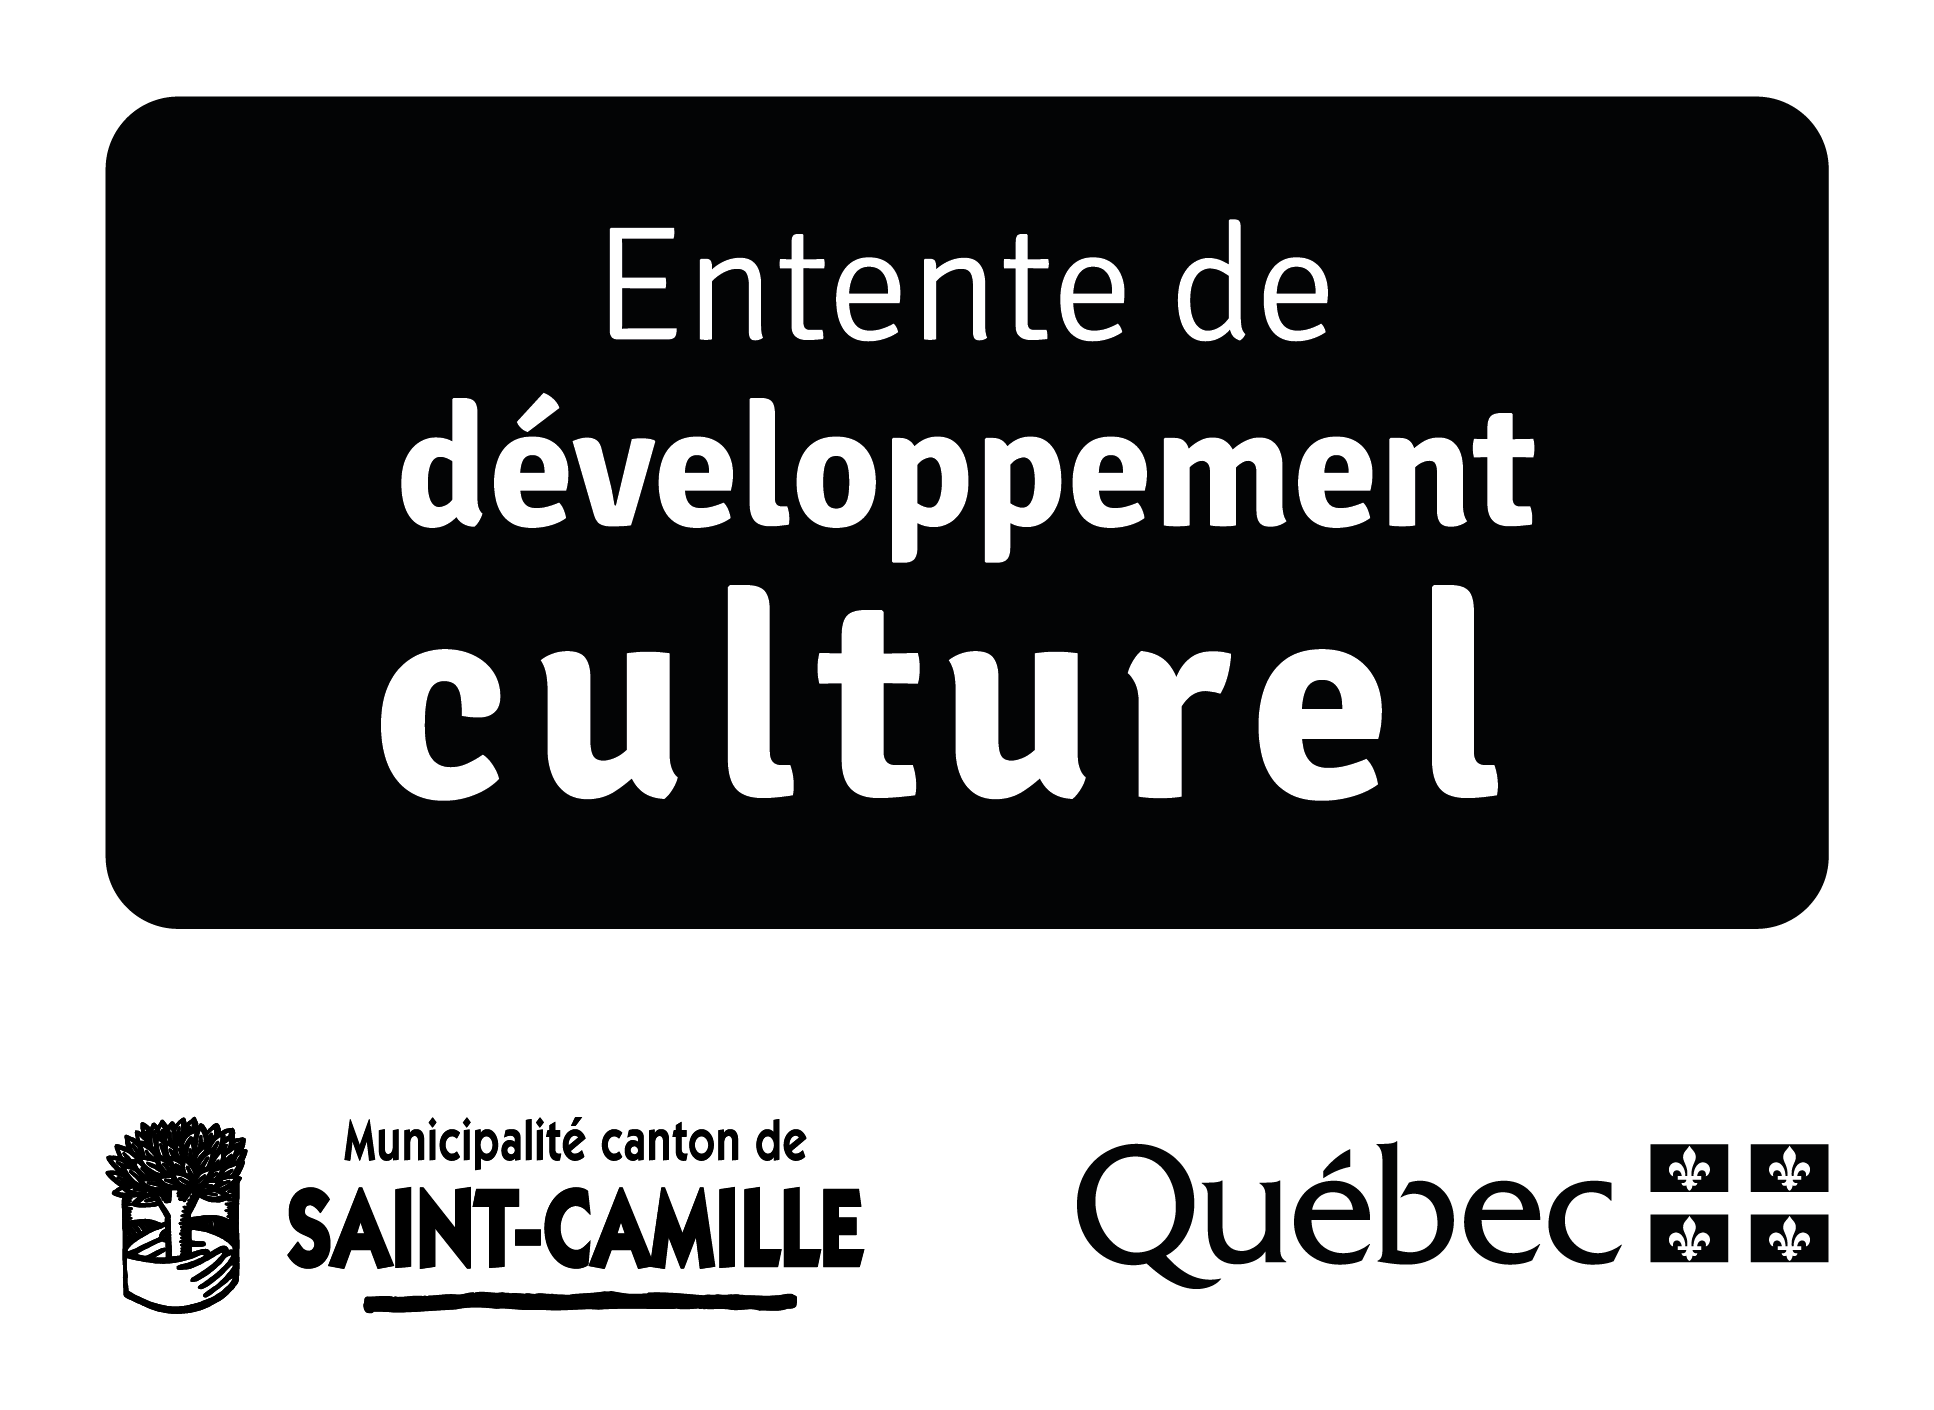 Entente de
développement
culturel
Municipalité canton de
SAINT-CAMILLE
Québec